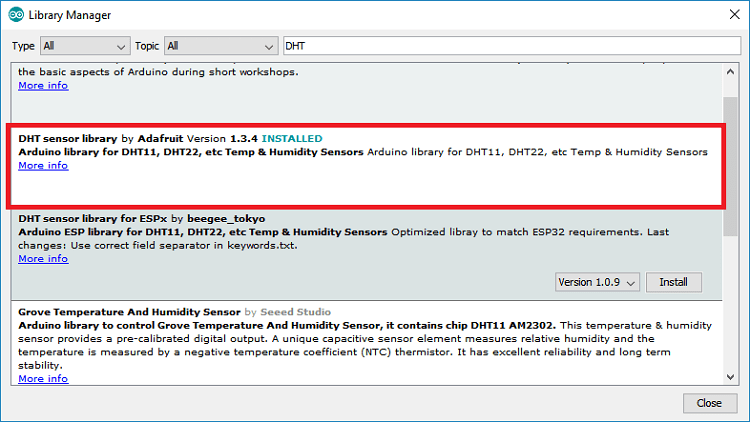 Library Manager
Type All Topic All DHT
the basic aspects of Arduino during short workshops.
More info
DHT sensor library by Adafruit Version 1.3.4 INSTALLED
Arduino library for DHT11, DHT22, etc Temp & Humidity Sensors Arduino library for DHT11, DHT22, etc Temp & Humidity Sensors
More info
DHT sensor library for ESPx by beegee_tokyo
Arduino ESP library for DHT11, DHT22, etc Temp & Humidity Sensors Optimized libray to match ESP32 requirements. Last
changes: Use correct field separator in keywords.txt.
More info
Version 1.0.9 Install
Grove Temperature And Humidity Sensor by Seeed Studio
Arduino library to control Grove Temperature And Humidity Sensor, it contains chip DHT11 AM2302. This temperature & humidity
sensor provides a pre-calibrated digital output. A unique capacitive sensor element measures relative humidity and the
temperature is measured by a negative temperature coefficient (NTC) thermistor. It has excellent reliability and long term
stability.
More info
Close